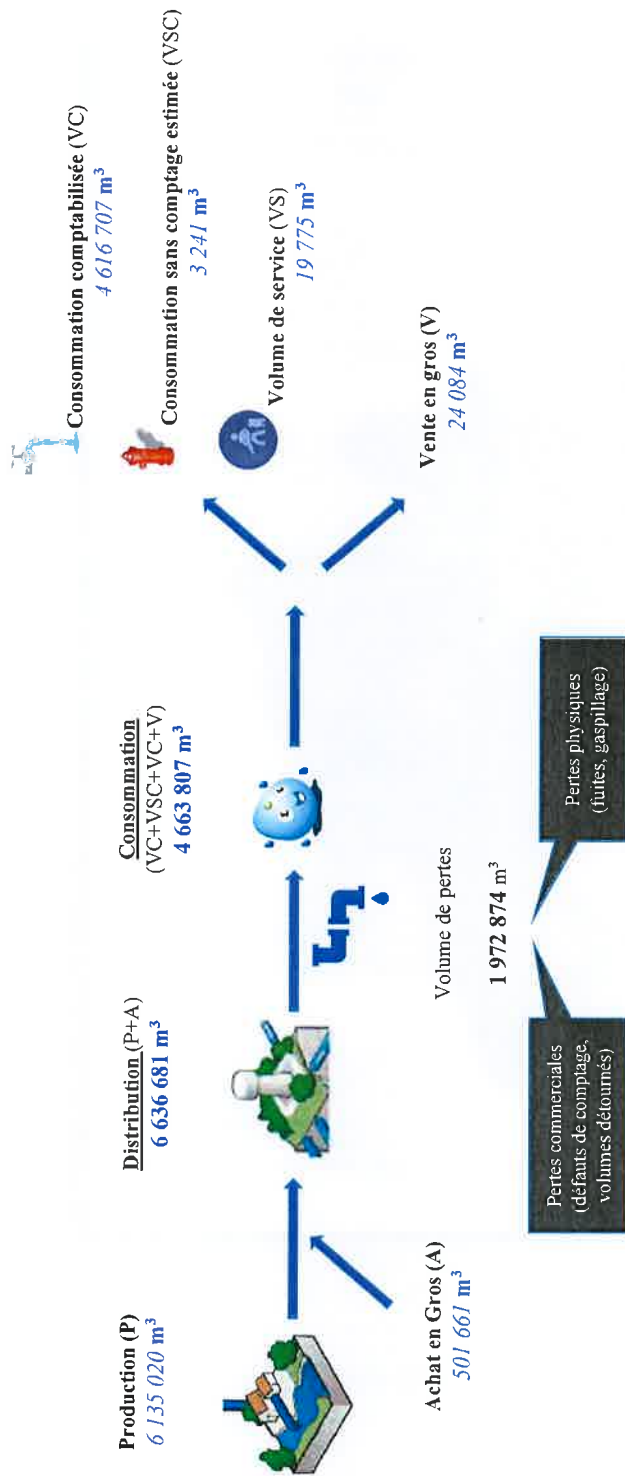 Production (P)
6 135 020 m³
Achat en Gros (A)
501 661 m³
Distribution (P+A)
6 636 681 m³
Volume de pertes
1 972 874 m³
Pertes commerciales
(défauts de comptage,
volumes détournés)
Pertes physiques
(fuites, gaspillage)
Consommation
(VC+VSC+VC+V)
4 663 807 m³
Consommation comptabilisée (VC)
4 616 707 m³
Consommation sans comptage estimée (VSC)
3 241 m³
Volume de service (VS)
19 775 m³
Vente en gros (V)
24 084 m³